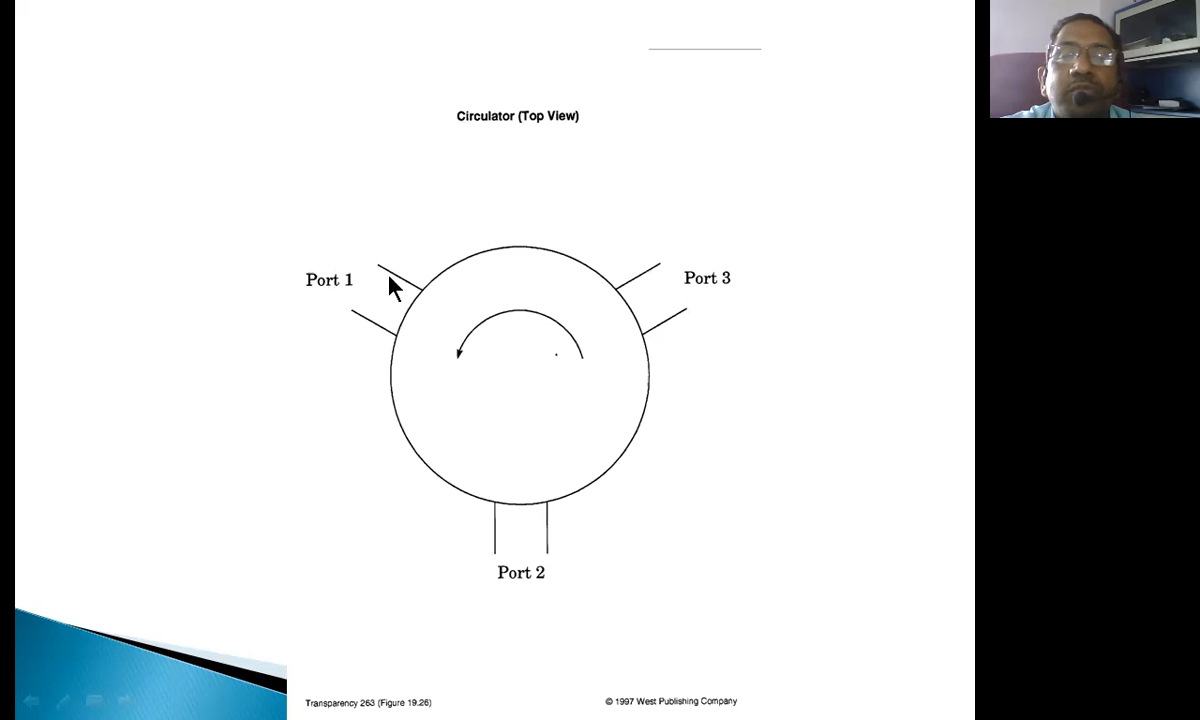 Circulator (Top View)
Port 1
Port 3
Port 2
Transparency 263 (Figure 19.26)
© 1997 West Publishing Company